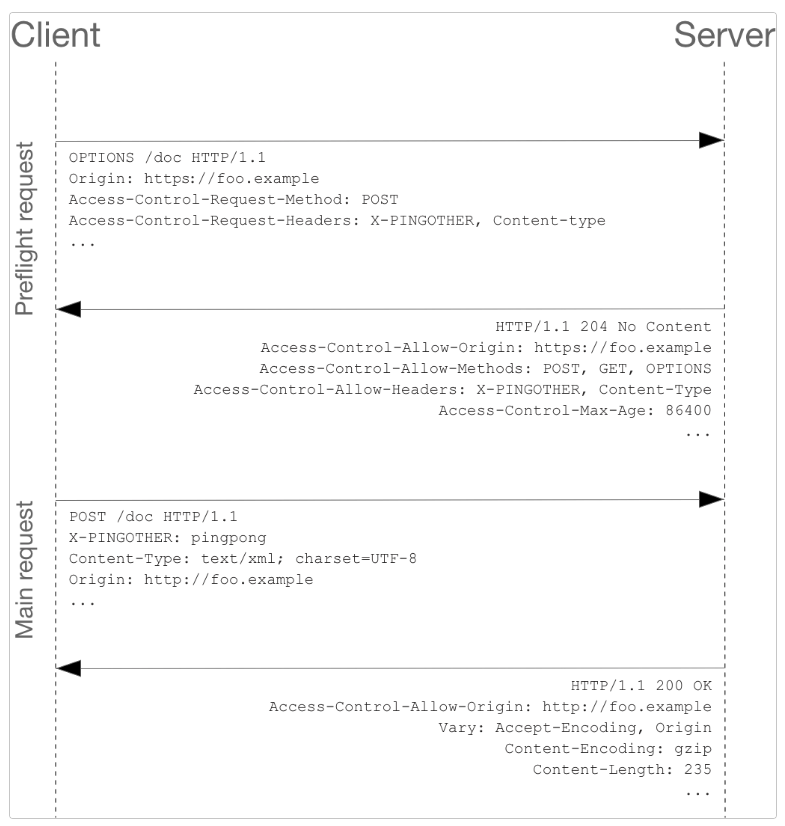 Client
Server
Preflight request
OPTIONS /doc HTTP/1.1
Origin: https://foo.example
Access-Control-Request-Method: POST
Access-Control-Request-Headers: X-PINGOTHER, Content-type
...
HTTP/1.1 204 No Content
Access-Control-Allow-Origin: https://foo.example
Access-Control-Allow-Methods: POST, GET, OPTIONS
Access-Control-Allow-Headers: X-PINGOTHER, Content-Type
Access-Control-Max-Age: 86400
...
Main request
POST /doc HTTP/1.1
X-PINGOTHER: pingpong
Content-Type: text/xml; charset=UTF-8
Origin: http://foo.example
...
HTTP/1.1 200 OK
Access-Control-Allow-Origin: http://foo.example
Vary: Accept-Encoding, Origin
Content-Encoding: gzip
Content-Length: 235
...